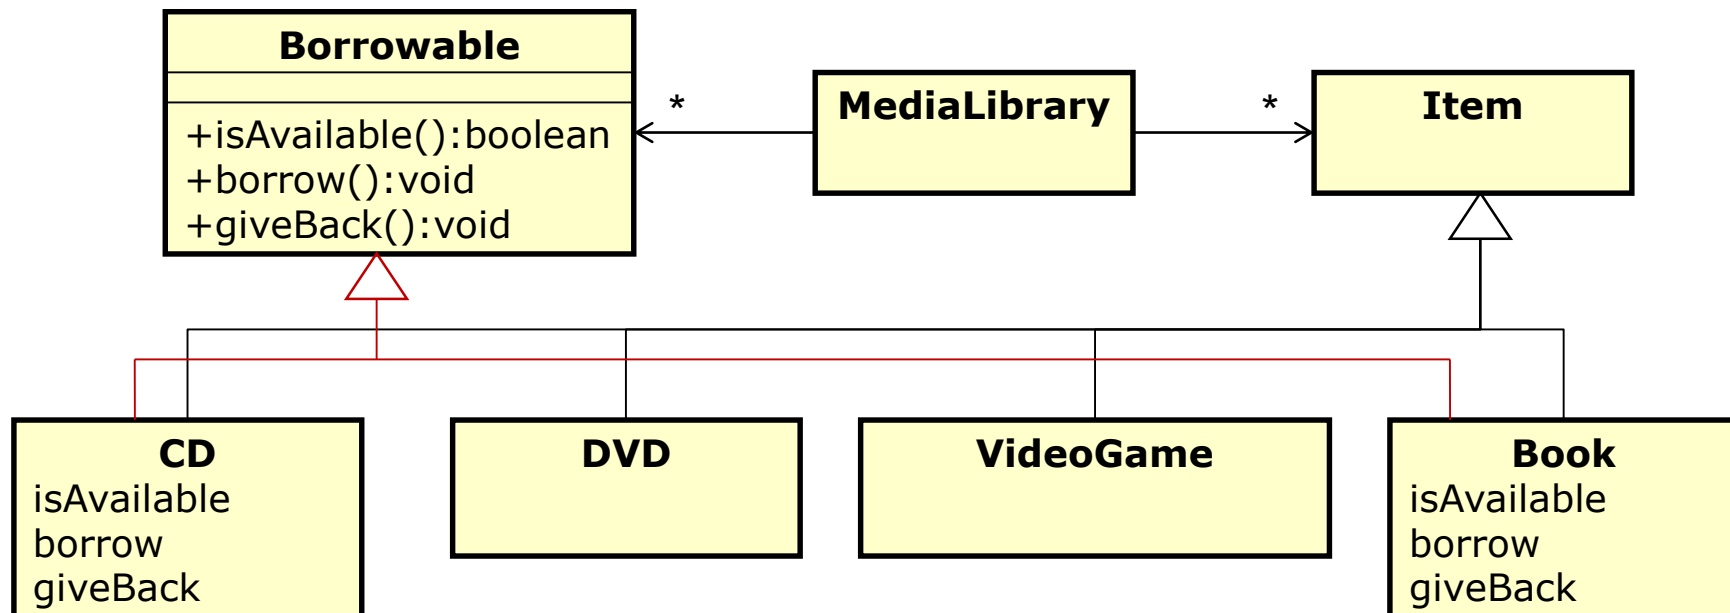 Borrowable
+isAvailable():boolean
+borrow():void
+giveBack():void
*
MediaLibrary
*
Item
CD
isAvailable
borrow
giveBack
DVD
VideoGame
Book
isAvailable
borrow
giveBack